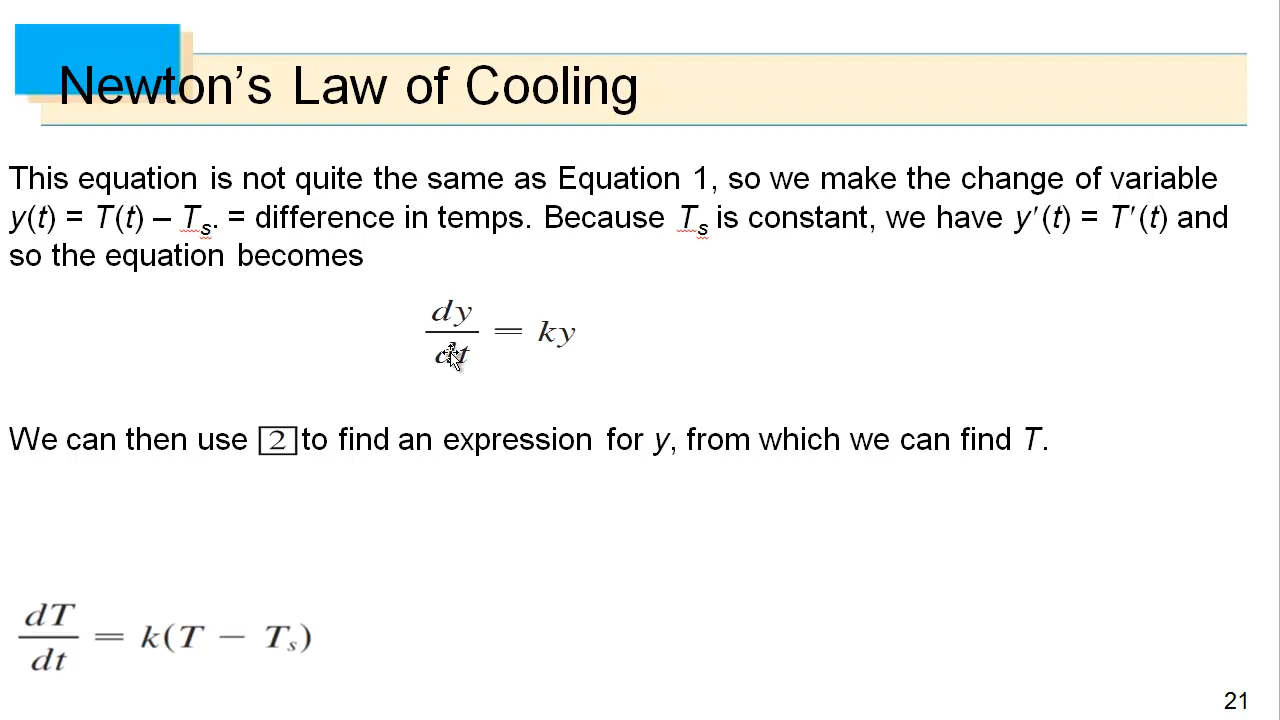 Newton's Law of Cooling
This equation is not quite the same as Equation 1, so we make the change of variable
y(t) = T(t) – Tₛ. = difference in temps. Because Tₛ is constant, we have y′(t) = T′(t) and
so the equation becomes
dy/dt = ky
We can then use 2 to find an expression for y, from which we can find T.
dT/dt = k(T − Tₛ)
21